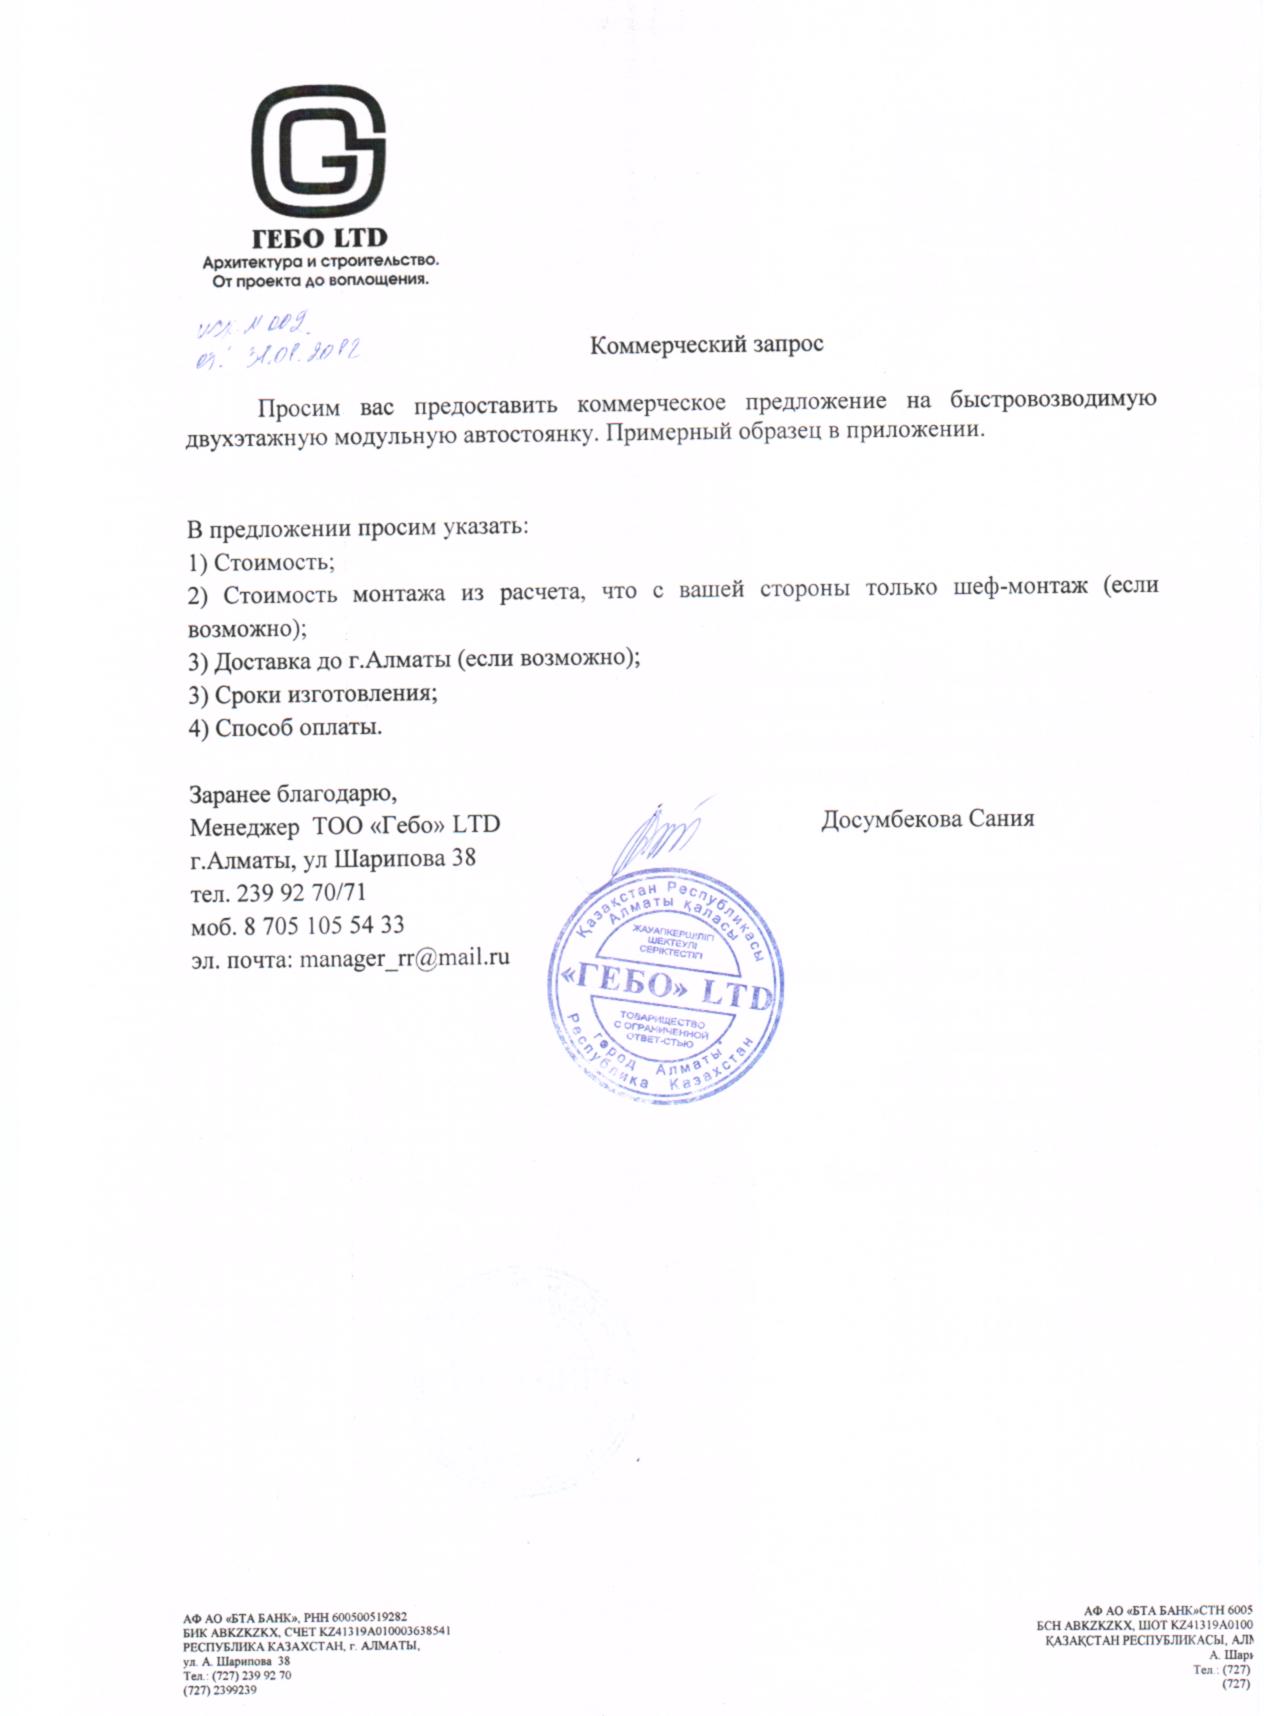 ГЕБО LTD
Архитектура и строительство.
От проекта до воплощения.
исх. N 009
от. 31.01.2012
Коммерческий запрос
Просим вас предоставить коммерческое предложение на быстровозводимую
двухэтажную модульную автостоянку. Примерный образец в приложении.
В предложении просим указать:
1) Стоимость;
2) Стоимость монтажа из расчета, что с вашей стороны только шеф-монтаж (если
возможно);
3) Доставка до г.Алматы (если возможно);
3) Сроки изготовления;
4) Способ оплаты.
Заранее благодарю,
Менеджер ТОО «Гебо» LTD
Досумбекова Сания
г.Алматы, ул Шарипова 38
тел. 239 92 70/71
моб. 8 705 105 54 33
эл. почта: manager_rr@mail.ru
Қазақстан Республикасы
Алматы қаласы
ЖАУАПКЕРШІЛІГІ
ШЕКТЕУЛІ
СЕРІКТЕСТІГІ
«ГЕБО» LTD
ТОВАРИЩЕСТВО
С ОГРАНИЧЕННОЙ
ОТВЕТ-СТЬЮ
город Алматы
Республика Казахстан
АФ АО «БТА БАНК», РНН 600500519282
БИК ABKZKZKX, СЧЕТ KZ41319A010003638541
РЕСПУБЛИКА КАЗАХСТАН, г. АЛМАТЫ,
ул. А. Шарипова 38
Тел.: (727) 239 92 70
(727) 2399239
АФ АО «БТА БАНК»СТН 6005
БСН ABKZKZKX, ШОТ KZ41319A0100
ҚАЗАҚСТАН РЕСПУБЛИКАСЫ, АЛМ
А. Шари
Тел.: (727)
(727)